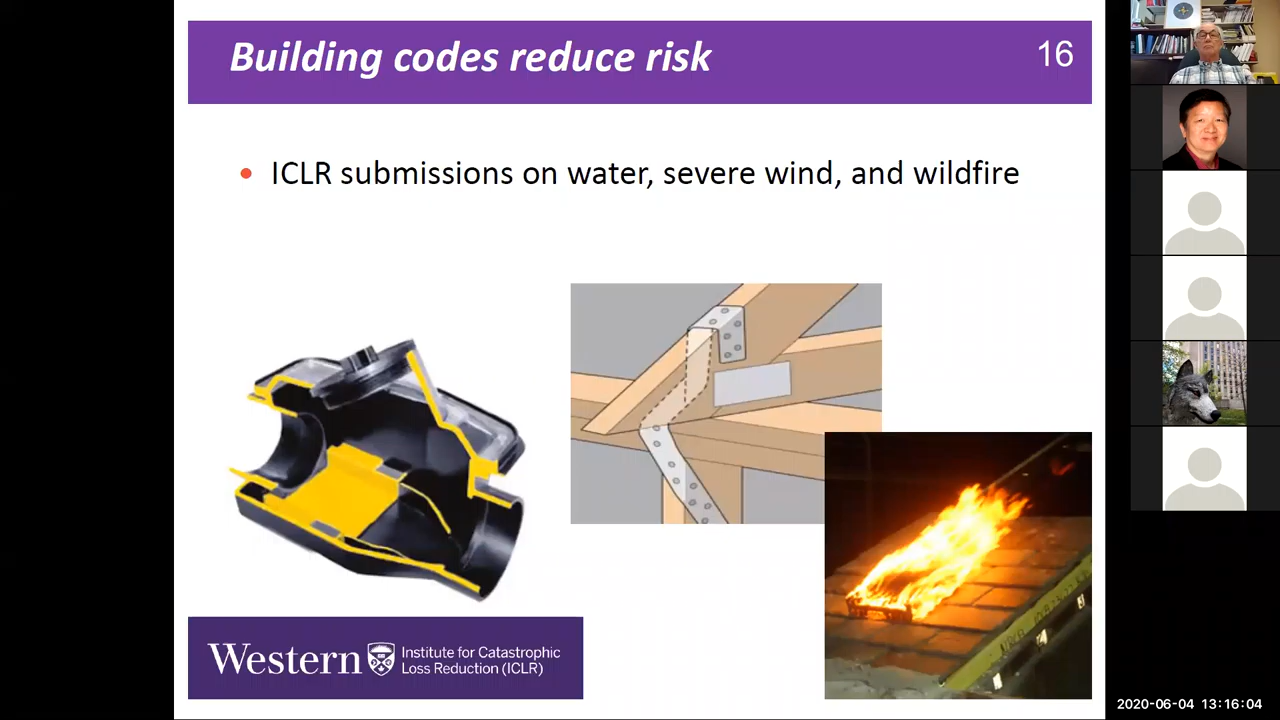 Building codes reduce risk
16
• ICLR submissions on water, severe wind, and wildfire
Western
Institute for Catastrophic
Loss Reduction (ICLR)
2020-06-04 13:16:04